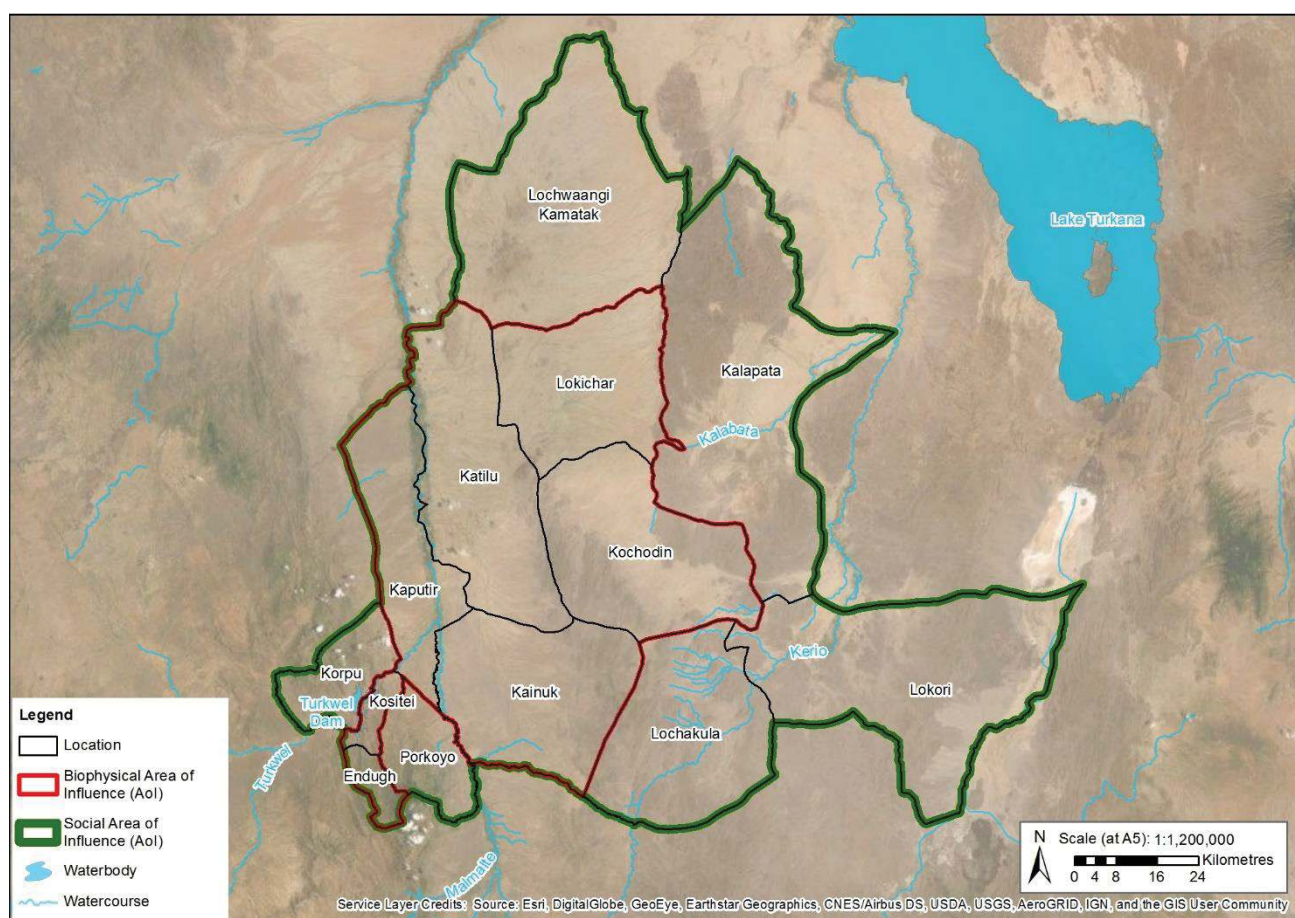 Lochwaangi
Kamatak
Lake Turkana
Lokichar
Kalapata
Kalabata
Katilu
Kochodin
Kaputir
Kerio
Korpu
Kositei
Kainuk
Lokori
Turkwel
Dam
Lochakula
Porkoyo
Endugh
Turkwel
Malmalte
Legend
Location
Biophysical Area of
Influence (AoI)
Social Area of
Influence (AoI)
Waterbody
Watercourse
N
Scale (at A5): 1:1,200,000
Kilometres
0 4 8 16 24
Service Layer Credits: Source: Esri, DigitalGlobe, GeoEye, Earthstar Geographics, CNES/Airbus DS, USDA, USGS, AeroGRID, IGN, and the GIS User Community